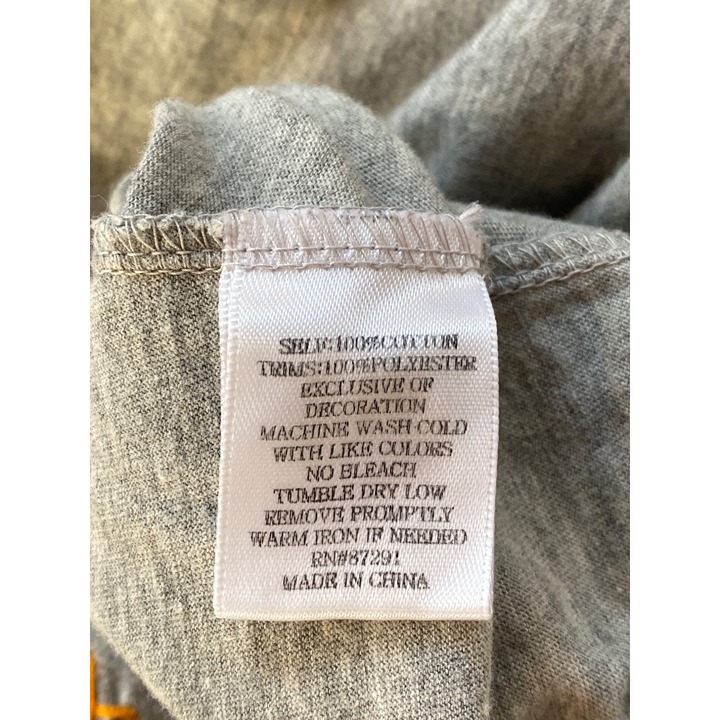 SELF:100%COTTON
TRIMS:100%POLYESTER
EXCLUSIVE OF
DECORATION
MACHINE WASH COLD
WITH LIKE COLORS
NO BLEACH
TUMBLE DRY LOW
REMOVE PROMPTLY
WARM IRON IF NEEDED
RN#87291
MADE IN CHINA